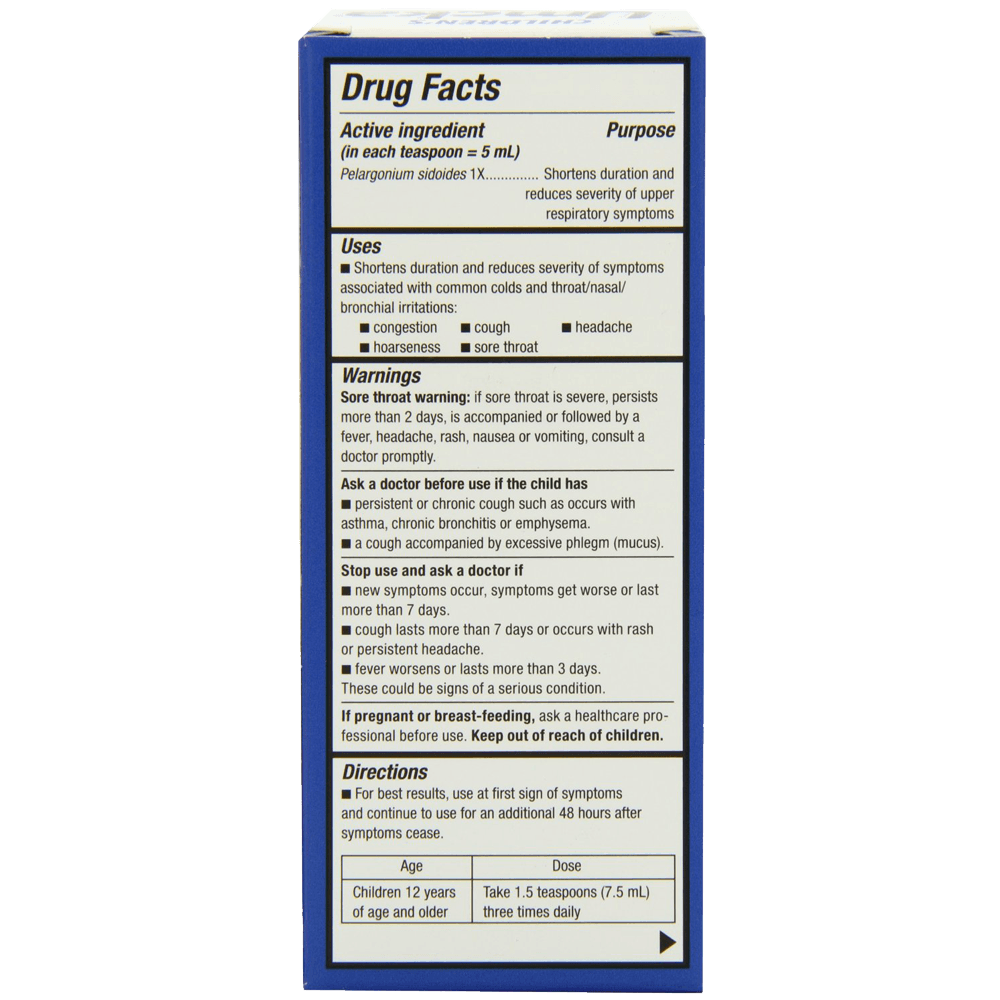 CHILDREN'S
Umcka
Drug Facts
Active ingredient Purpose
(in each teaspoon = 5 mL)
Pelargonium sidoides 1X.............. Shortens duration and
reduces severity of upper
respiratory symptoms
Uses
■ Shortens duration and reduces severity of symptoms
associated with common colds and throat/nasal/
bronchial irritations:
■ congestion ■ cough ■ headache
■ hoarseness ■ sore throat
Warnings
Sore throat warning: if sore throat is severe, persists
more than 2 days, is accompanied or followed by a
fever, headache, rash, nausea or vomiting, consult a
doctor promptly.
Ask a doctor before use if the child has
■ persistent or chronic cough such as occurs with
asthma, chronic bronchitis or emphysema.
■ a cough accompanied by excessive phlegm (mucus).
Stop use and ask a doctor if
■ new symptoms occur, symptoms get worse or last
more than 7 days.
■ cough lasts more than 7 days or occurs with rash
or persistent headache.
■ fever worsens or lasts more than 3 days.
These could be signs of a serious condition.
If pregnant or breast-feeding, ask a healthcare pro-
fessional before use. Keep out of reach of children.
Directions
■ For best results, use at first sign of symptoms
and continue to use for an additional 48 hours after
symptoms cease.
Age Dose
Children 12 years Take 1.5 teaspoons (7.5 mL)
of age and older three times daily